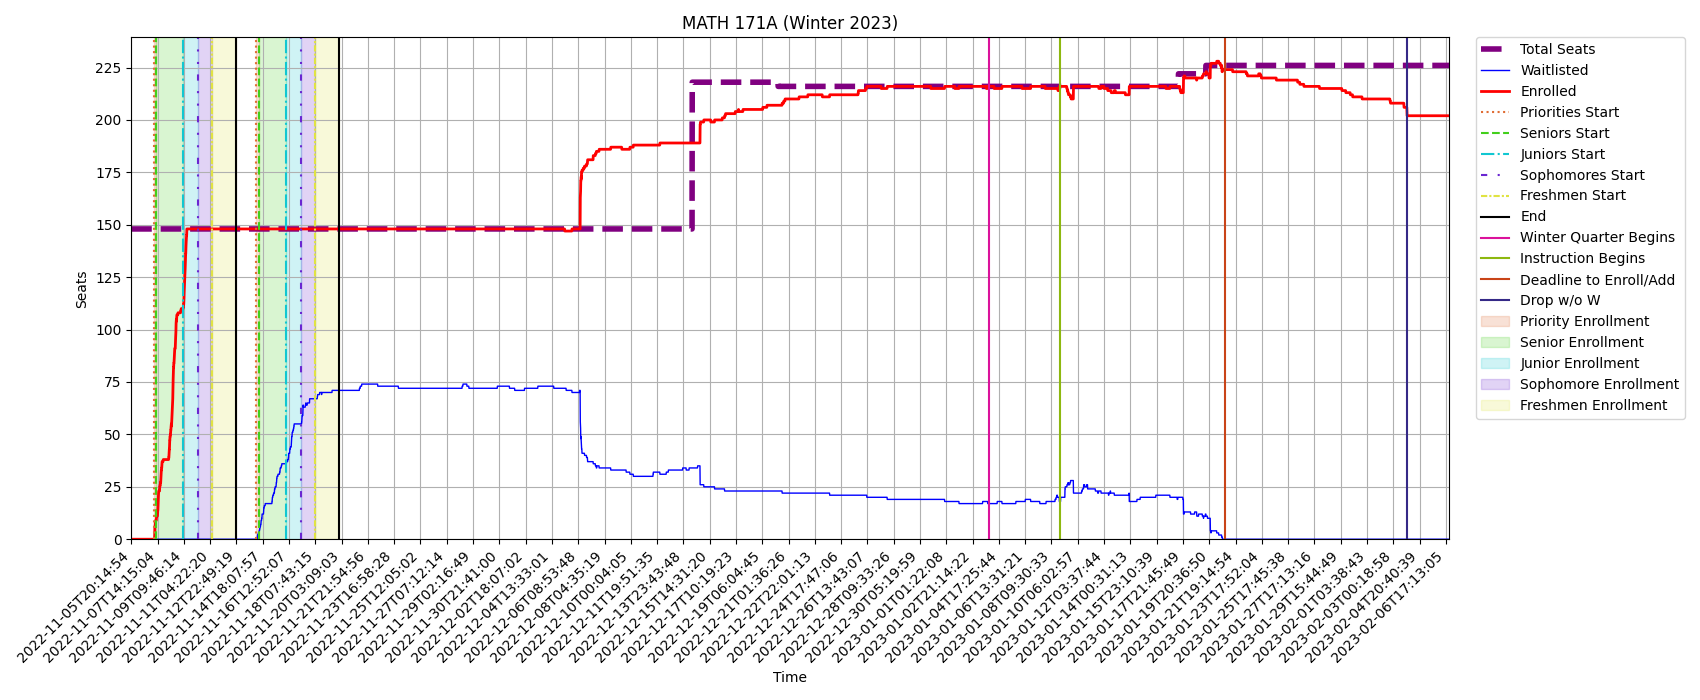 MATH 171A (Winter 2023)
Seats
225
200
175
150
125
100
75
50
25
0
2022-11-05T20:14:54
2022-11-07T14:15:04
2022-11-09T09:46:14
2022-11-11T04:22:20
2022-11-12T22:49:19
2022-11-14T18:07:57
2022-11-16T12:52:07
2022-11-18T07:43:15
2022-11-20T03:09:03
2022-11-21T21:54:56
2022-11-23T16:58:28
2022-11-25T12:05:02
2022-11-27T07:12:14
2022-11-29T02:16:49
2022-11-30T21:41:00
2022-12-02T18:07:02
2022-12-04T13:33:01
2022-12-06T08:53:48
2022-12-08T04:35:19
2022-12-10T00:04:05
2022-12-11T19:51:35
2022-12-13T23:43:48
2022-12-15T14:31:20
2022-12-17T10:19:23
2022-12-19T06:04:45
2022-12-21T01:36:26
2022-12-22T22:01:13
2022-12-24T17:47:06
2022-12-26T13:43:07
2022-12-28T09:33:26
2022-12-30T05:19:59
2023-01-01T01:22:08
2023-01-02T21:14:22
2023-01-04T17:25:44
2023-01-06T13:31:21
2023-01-08T09:30:33
2023-01-10T06:02:57
2023-01-12T03:37:44
2023-01-14T00:31:13
2023-01-15T23:10:39
2023-01-17T21:45:49
2023-01-19T20:36:50
2023-01-21T19:14:54
2023-01-23T17:52:04
2023-01-25T17:45:38
2023-01-27T17:13:16
2023-01-29T15:44:49
2023-02-01T03:38:43
2023-02-03T00:18:58
2023-02-04T20:40:39
2023-02-06T17:13:05
Time
Total Seats
Waitlisted
Enrolled
Priorities Start
Seniors Start
Juniors Start
Sophomores Start
Freshmen Start
End
Winter Quarter Begins
Instruction Begins
Deadline to Enroll/Add
Drop w/o W
Priority Enrollment
Senior Enrollment
Junior Enrollment
Sophomore Enrollment
Freshmen Enrollment